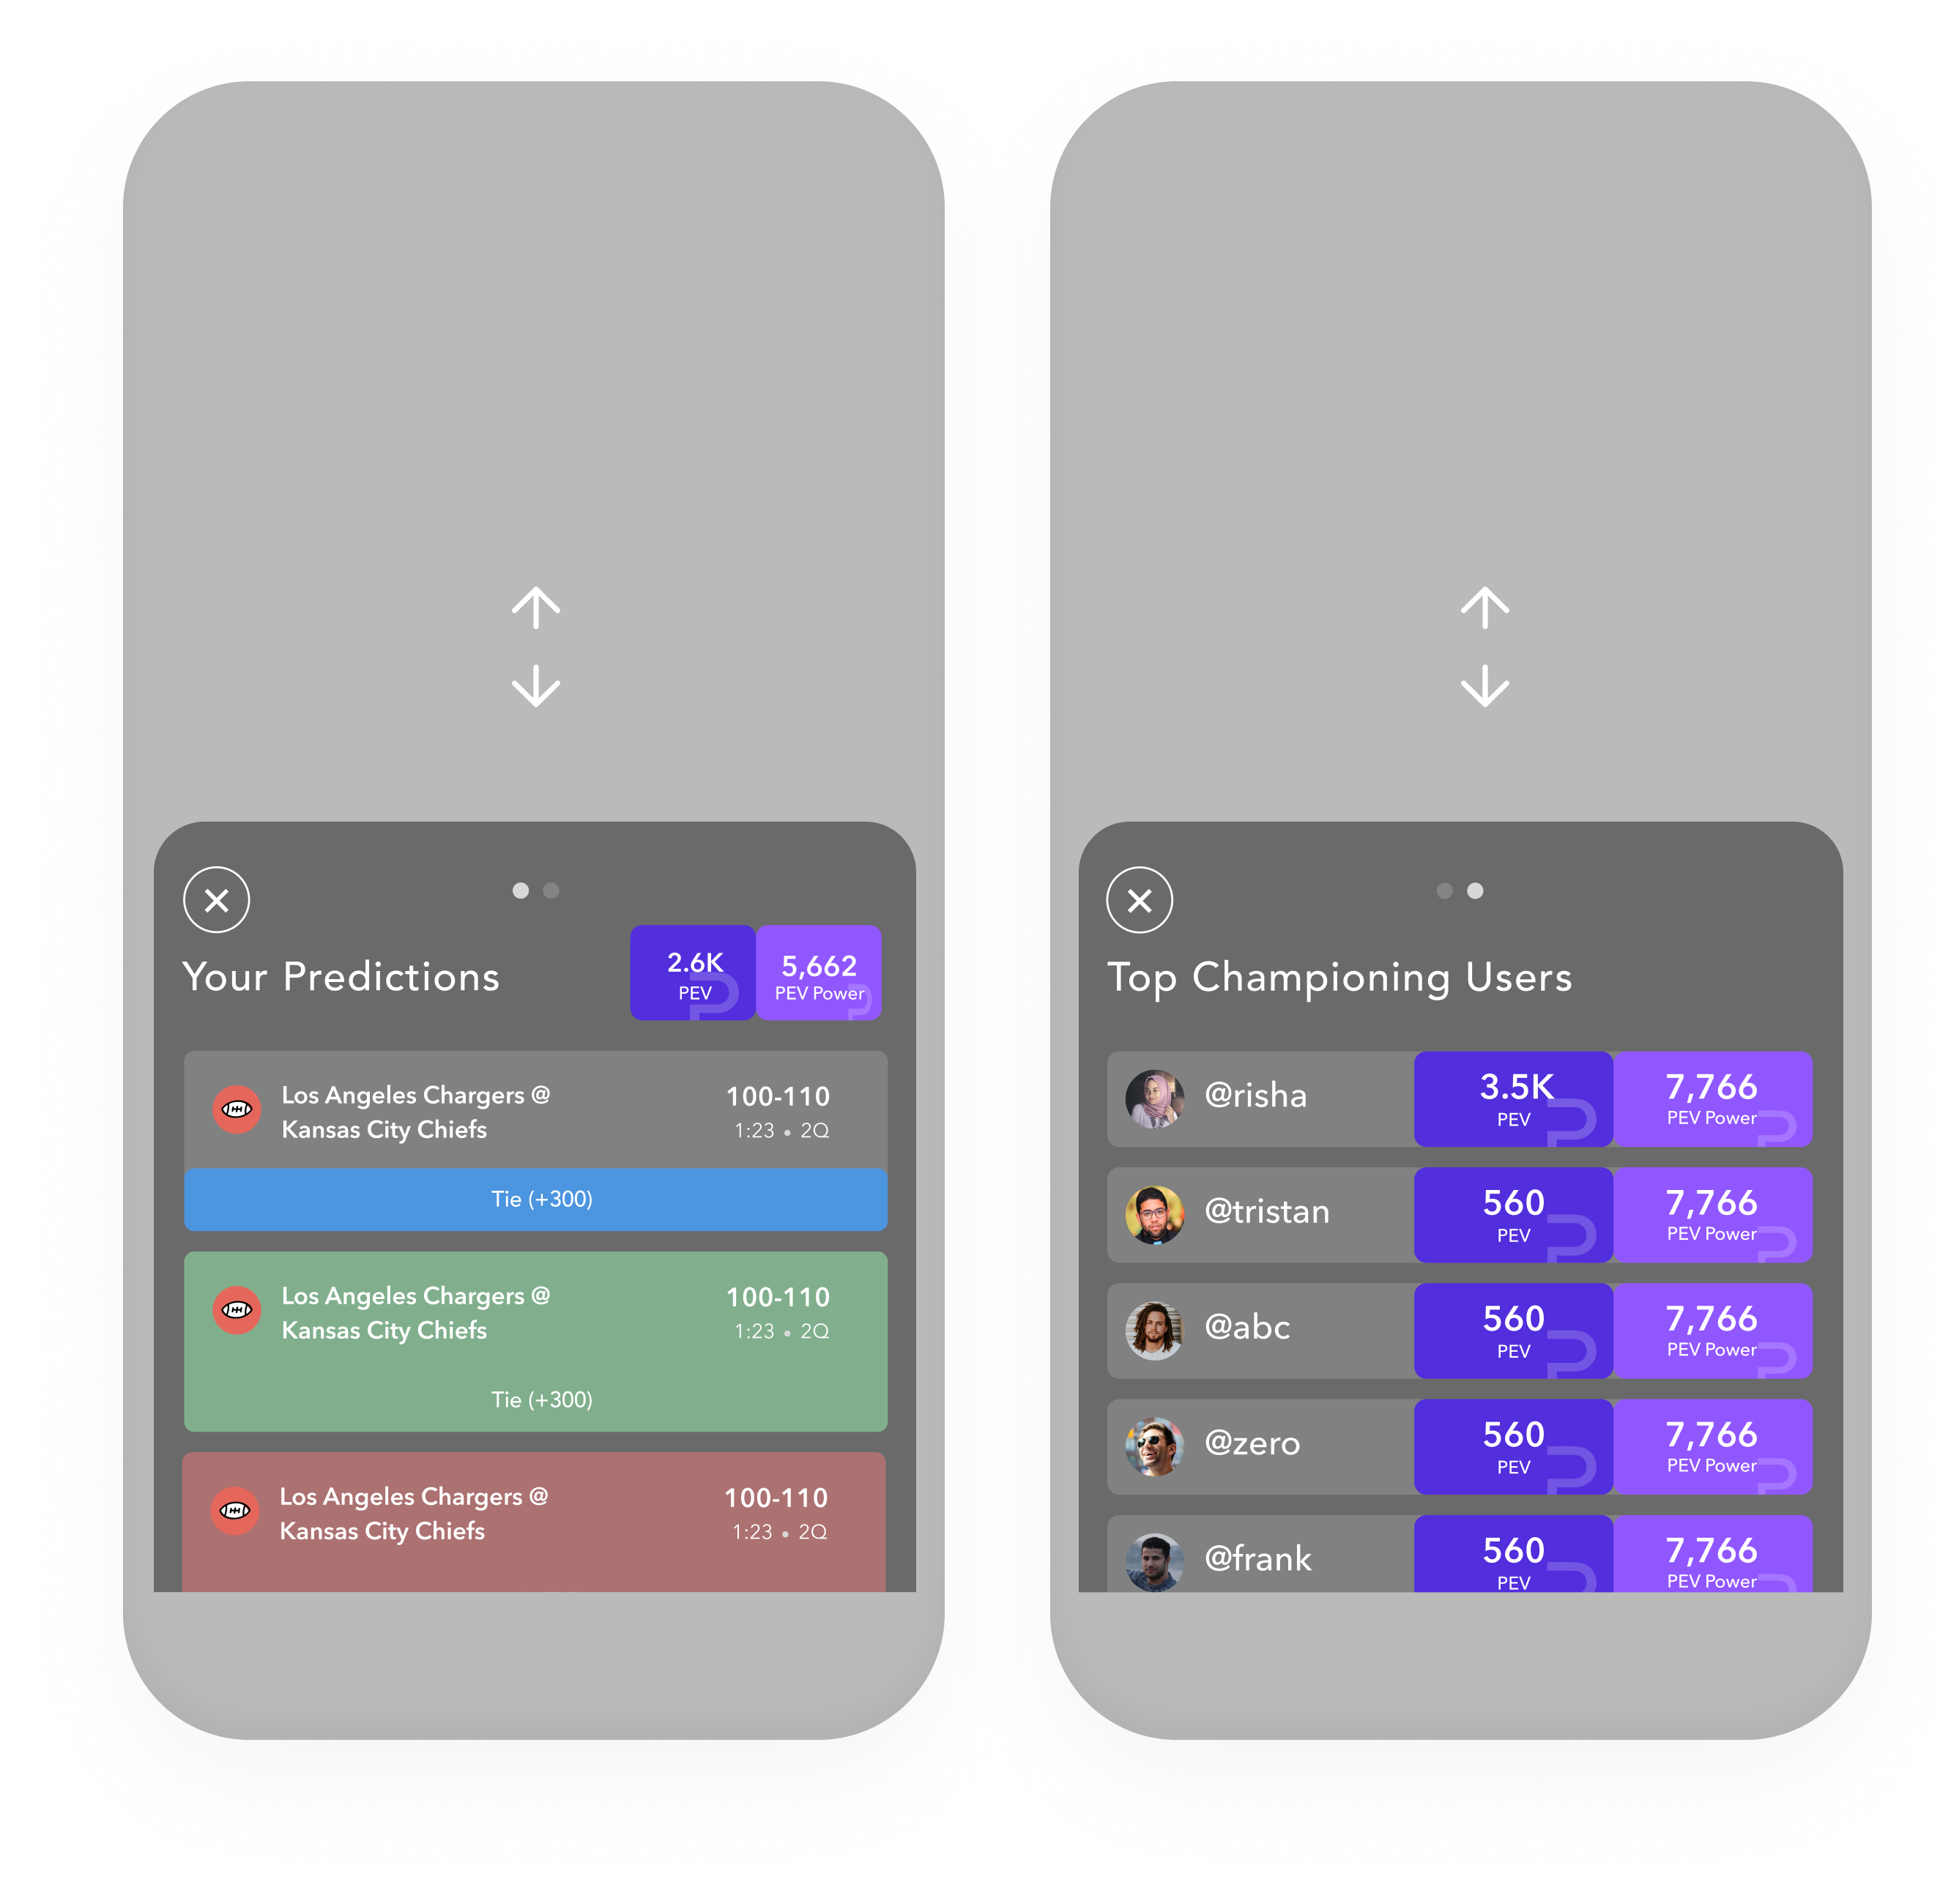 Your Predictions
2.6K
PEV
5,662
PEV Power
Los Angeles Chargers @
Kansas City Chiefs
100-110
1:23 • 2Q
Tie (+300)
Los Angeles Chargers @
Kansas City Chiefs
100-110
1:23 • 2Q
Tie (+300)
Los Angeles Chargers @
Kansas City Chiefs
100-110
1:23 • 2Q
Top Championing Users
@risha
3.5K
PEV
7,766
PEV Power
@tristan
560
PEV
7,766
PEV Power
@abc
560
PEV
7,766
PEV Power
@zero
560
PEV
7,766
PEV Power
@frank
560
PEV
7,766
PEV Power